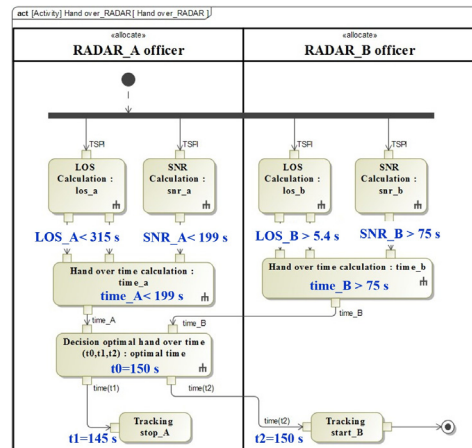 act [Activity] Hand over_RADAR[ Hand over_RADAR ]
«allocate»
RADAR_A officer
«allocate»
RADAR_B officer
TSPI
TSPI
TSPI
TSPI
LOS
Calculation :
los_a
SNR
Calculation :
snr_a
LOS
Calculation :
los_b
SNR
Calculation :
snr_b
LOS_A< 315 s
SNR_A< 199 s
LOS_B > 5.4 s
SNR_B > 75 s
Hand over time calculation :
time_a
time_A< 199 s
Hand over time calculation : time_b
time_B > 75 s
time_A
time_B
time_B
Decision optimal hand over time
(t0,t1,t2) : optimal time
t0=150 s
time(t1)
time(t2)
Tracking
stop_A
t1=145 s
time(t2)
Tracking
start_B
t2=150 s